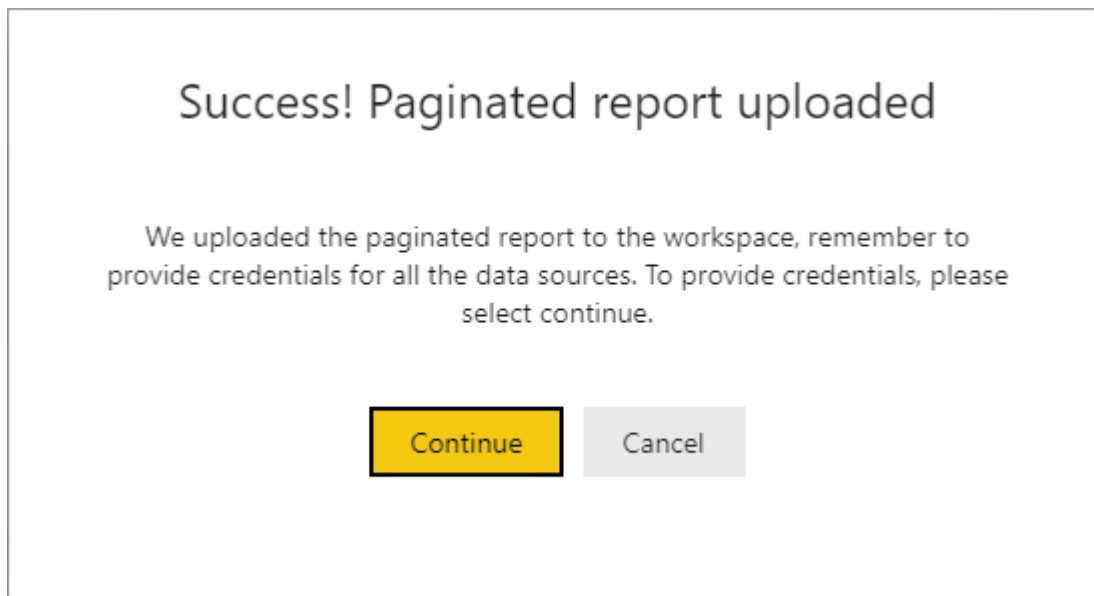 Success! Paginated report uploaded
We uploaded the paginated report to the workspace, remember to
provide credentials for all the data sources. To provide credentials, please
select continue.
Continue
Cancel